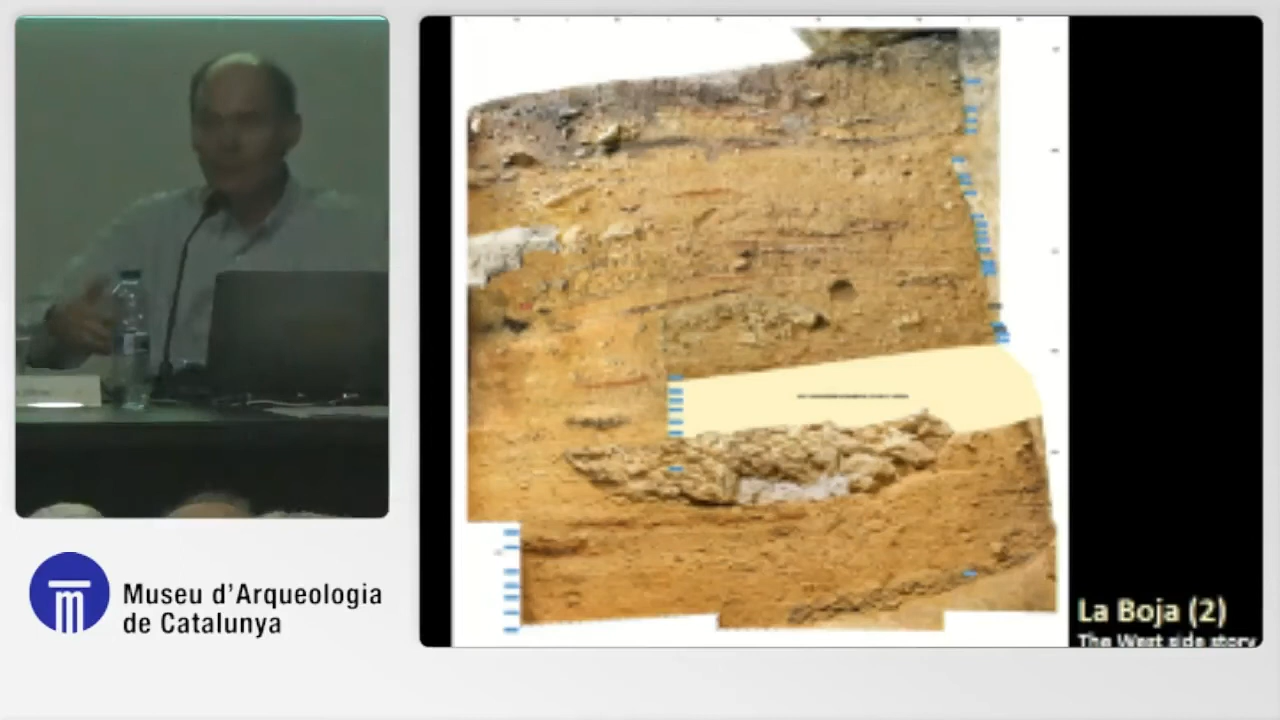 Museu d'Arqueologia
de Catalunya
La Boja (2)
The West side story